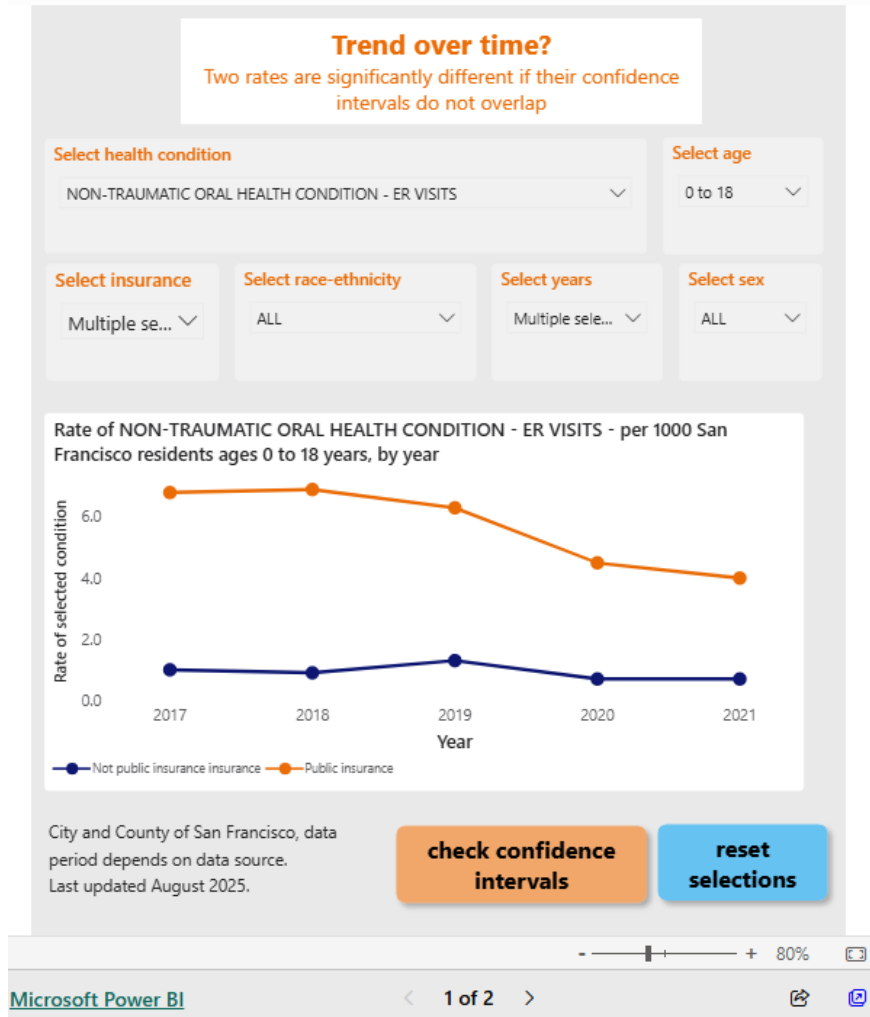 Trend over time?
Two rates are significantly different if their confidence
intervals do not overlap
Select health condition
NON-TRAUMATIC ORAL HEALTH CONDITION - ER VISITS
Select age
0 to 18
Select insurance
Multiple se...
Select race-ethnicity
ALL
Select years
Multiple sele...
Select sex
ALL
Rate of NON-TRAUMATIC ORAL HEALTH CONDITION - ER VISITS - per 1000 San
Francisco residents ages 0 to 18 years, by year
Rate of selected condition
6.0
4.0
2.0
0.0
2017 2018 2019 2020 2021
Year
Not public insurance insurance Public insurance
City and County of San Francisco, data
period depends on data source.
Last updated August 2025.
check confidence
intervals
reset
selections
- + 80%
Microsoft Power BI
1 of 2